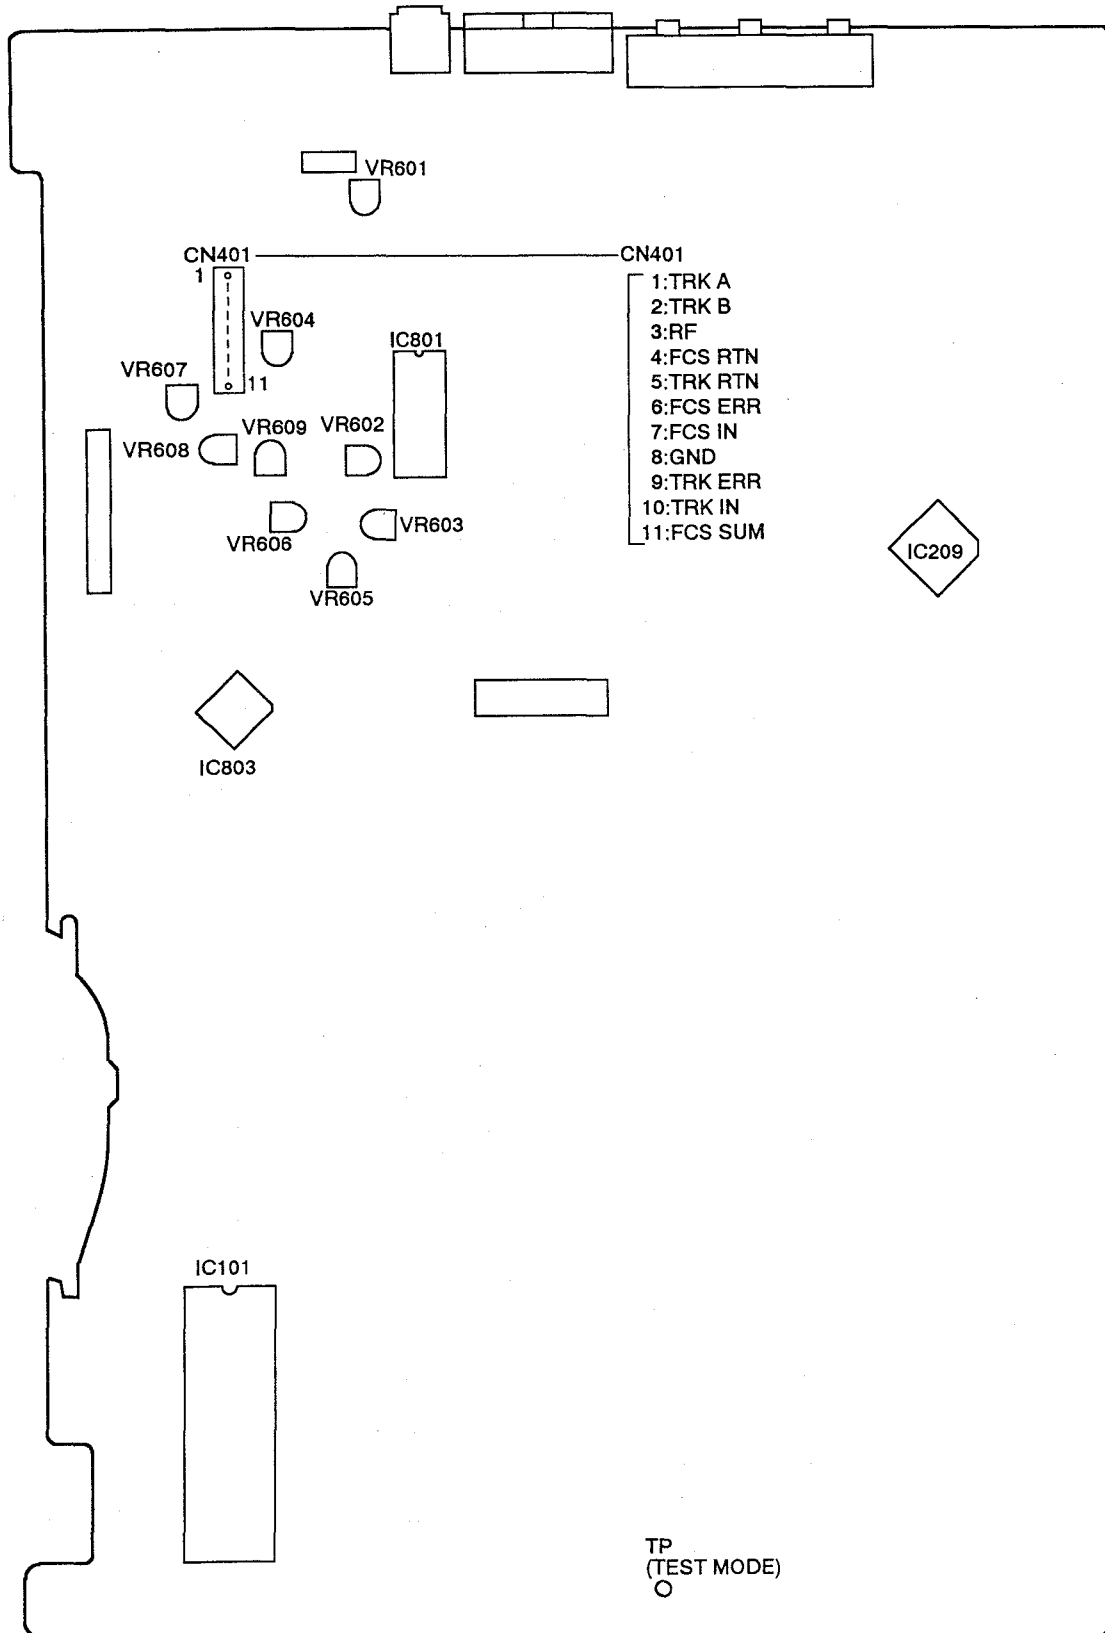 VR601
CN401
CN401
1
11
1:TRK A
2:TRK B
3:RF
4:FCS RTN
5:TRK RTN
6:FCS ERR
7:FCS IN
8:GND
9:TRK ERR
10:TRK IN
11:FCS SUM
VR604
IC801
VR607
VR609
VR602
VR608
VR606
VR603
VR605
IC209
IC803
IC101
TP
(TEST MODE)